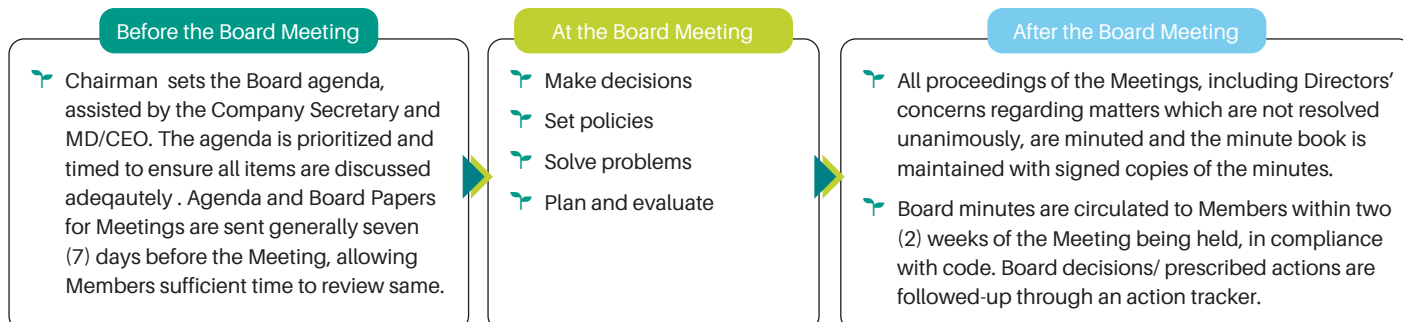 Before the Board Meeting
Chairman sets the Board agenda,
assisted by the Company Secretary and
MD/CEO. The agenda is prioritized and
timed to ensure all items are discussed
adeqautely . Agenda and Board Papers
for Meetings are sent generally seven
(7) days before the Meeting, allowing
Members sufficient time to review same.
At the Board Meeting
Make decisions
Set policies
Solve problems
Plan and evaluate
After the Board Meeting
All proceedings of the Meetings, including Directors'
concerns regarding matters which are not resolved
unanimously, are minuted and the minute book is
maintained with signed copies of the minutes.
Board minutes are circulated to Members within two
(2) weeks of the Meeting being held, in compliance
with code. Board decisions/ prescribed actions are
followed-up through an action tracker.